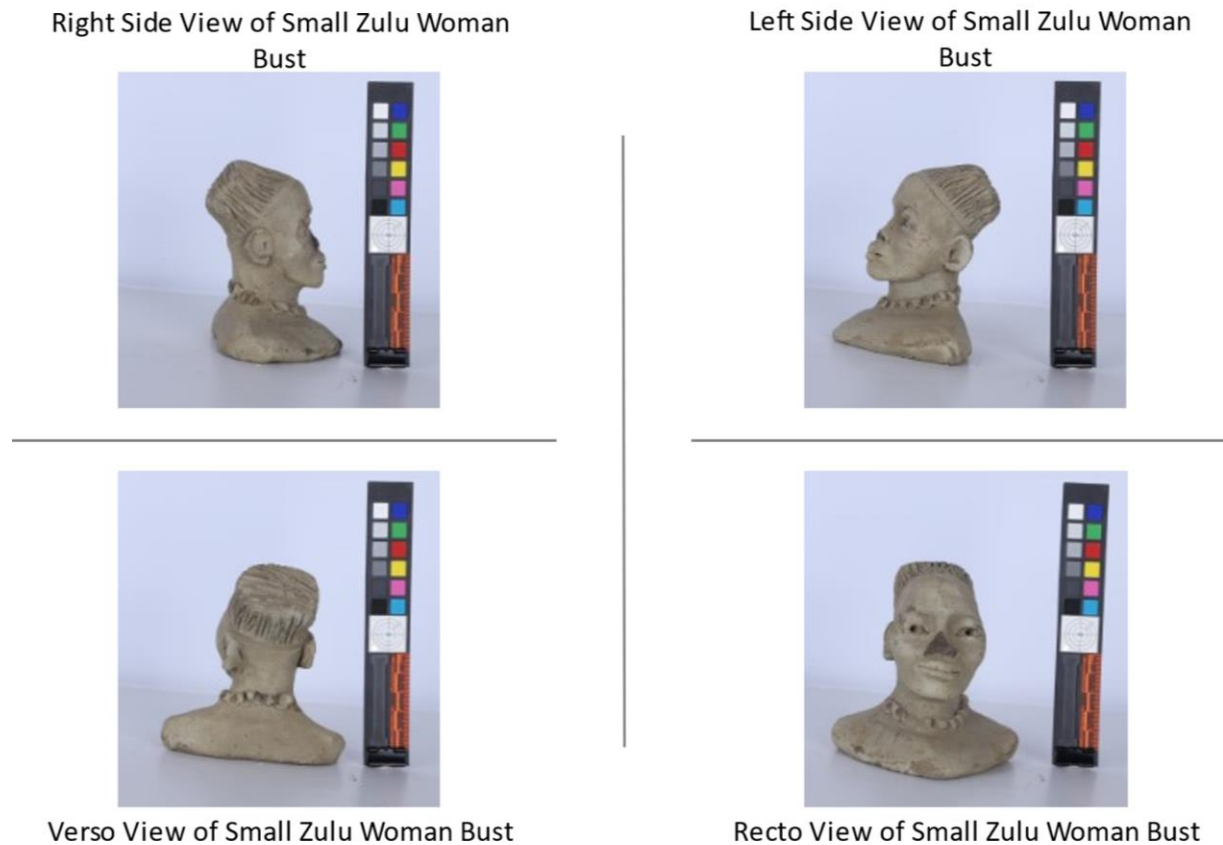 Right Side View of Small Zulu Woman
Bust
Left Side View of Small Zulu Woman
Bust
Verso View of Small Zulu Woman Bust
Recto View of Small Zulu Woman Bust